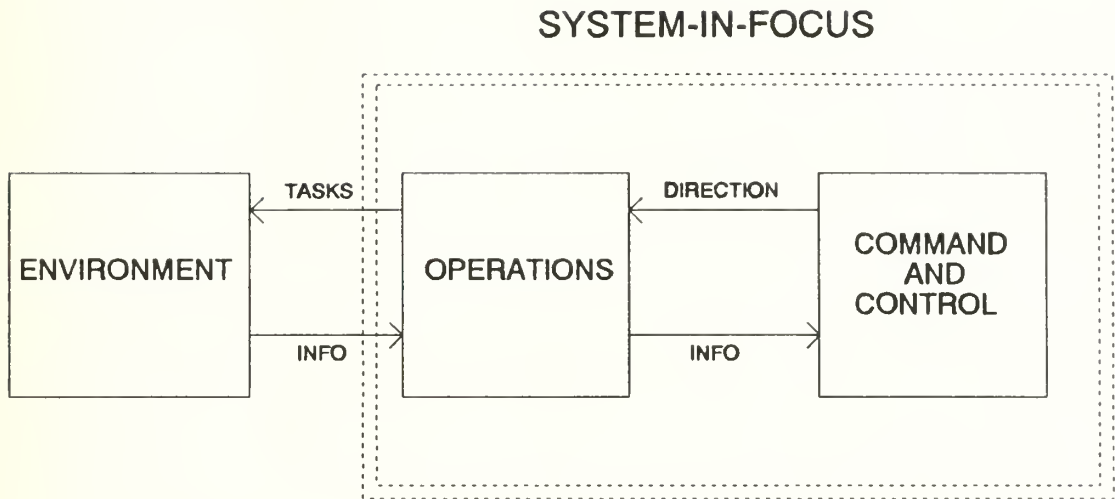 SYSTEM-IN-FOCUS
TASKS
DIRECTION
ENVIRONMENT
OPERATIONS
COMMAND
AND
CONTROL
INFO
INFO